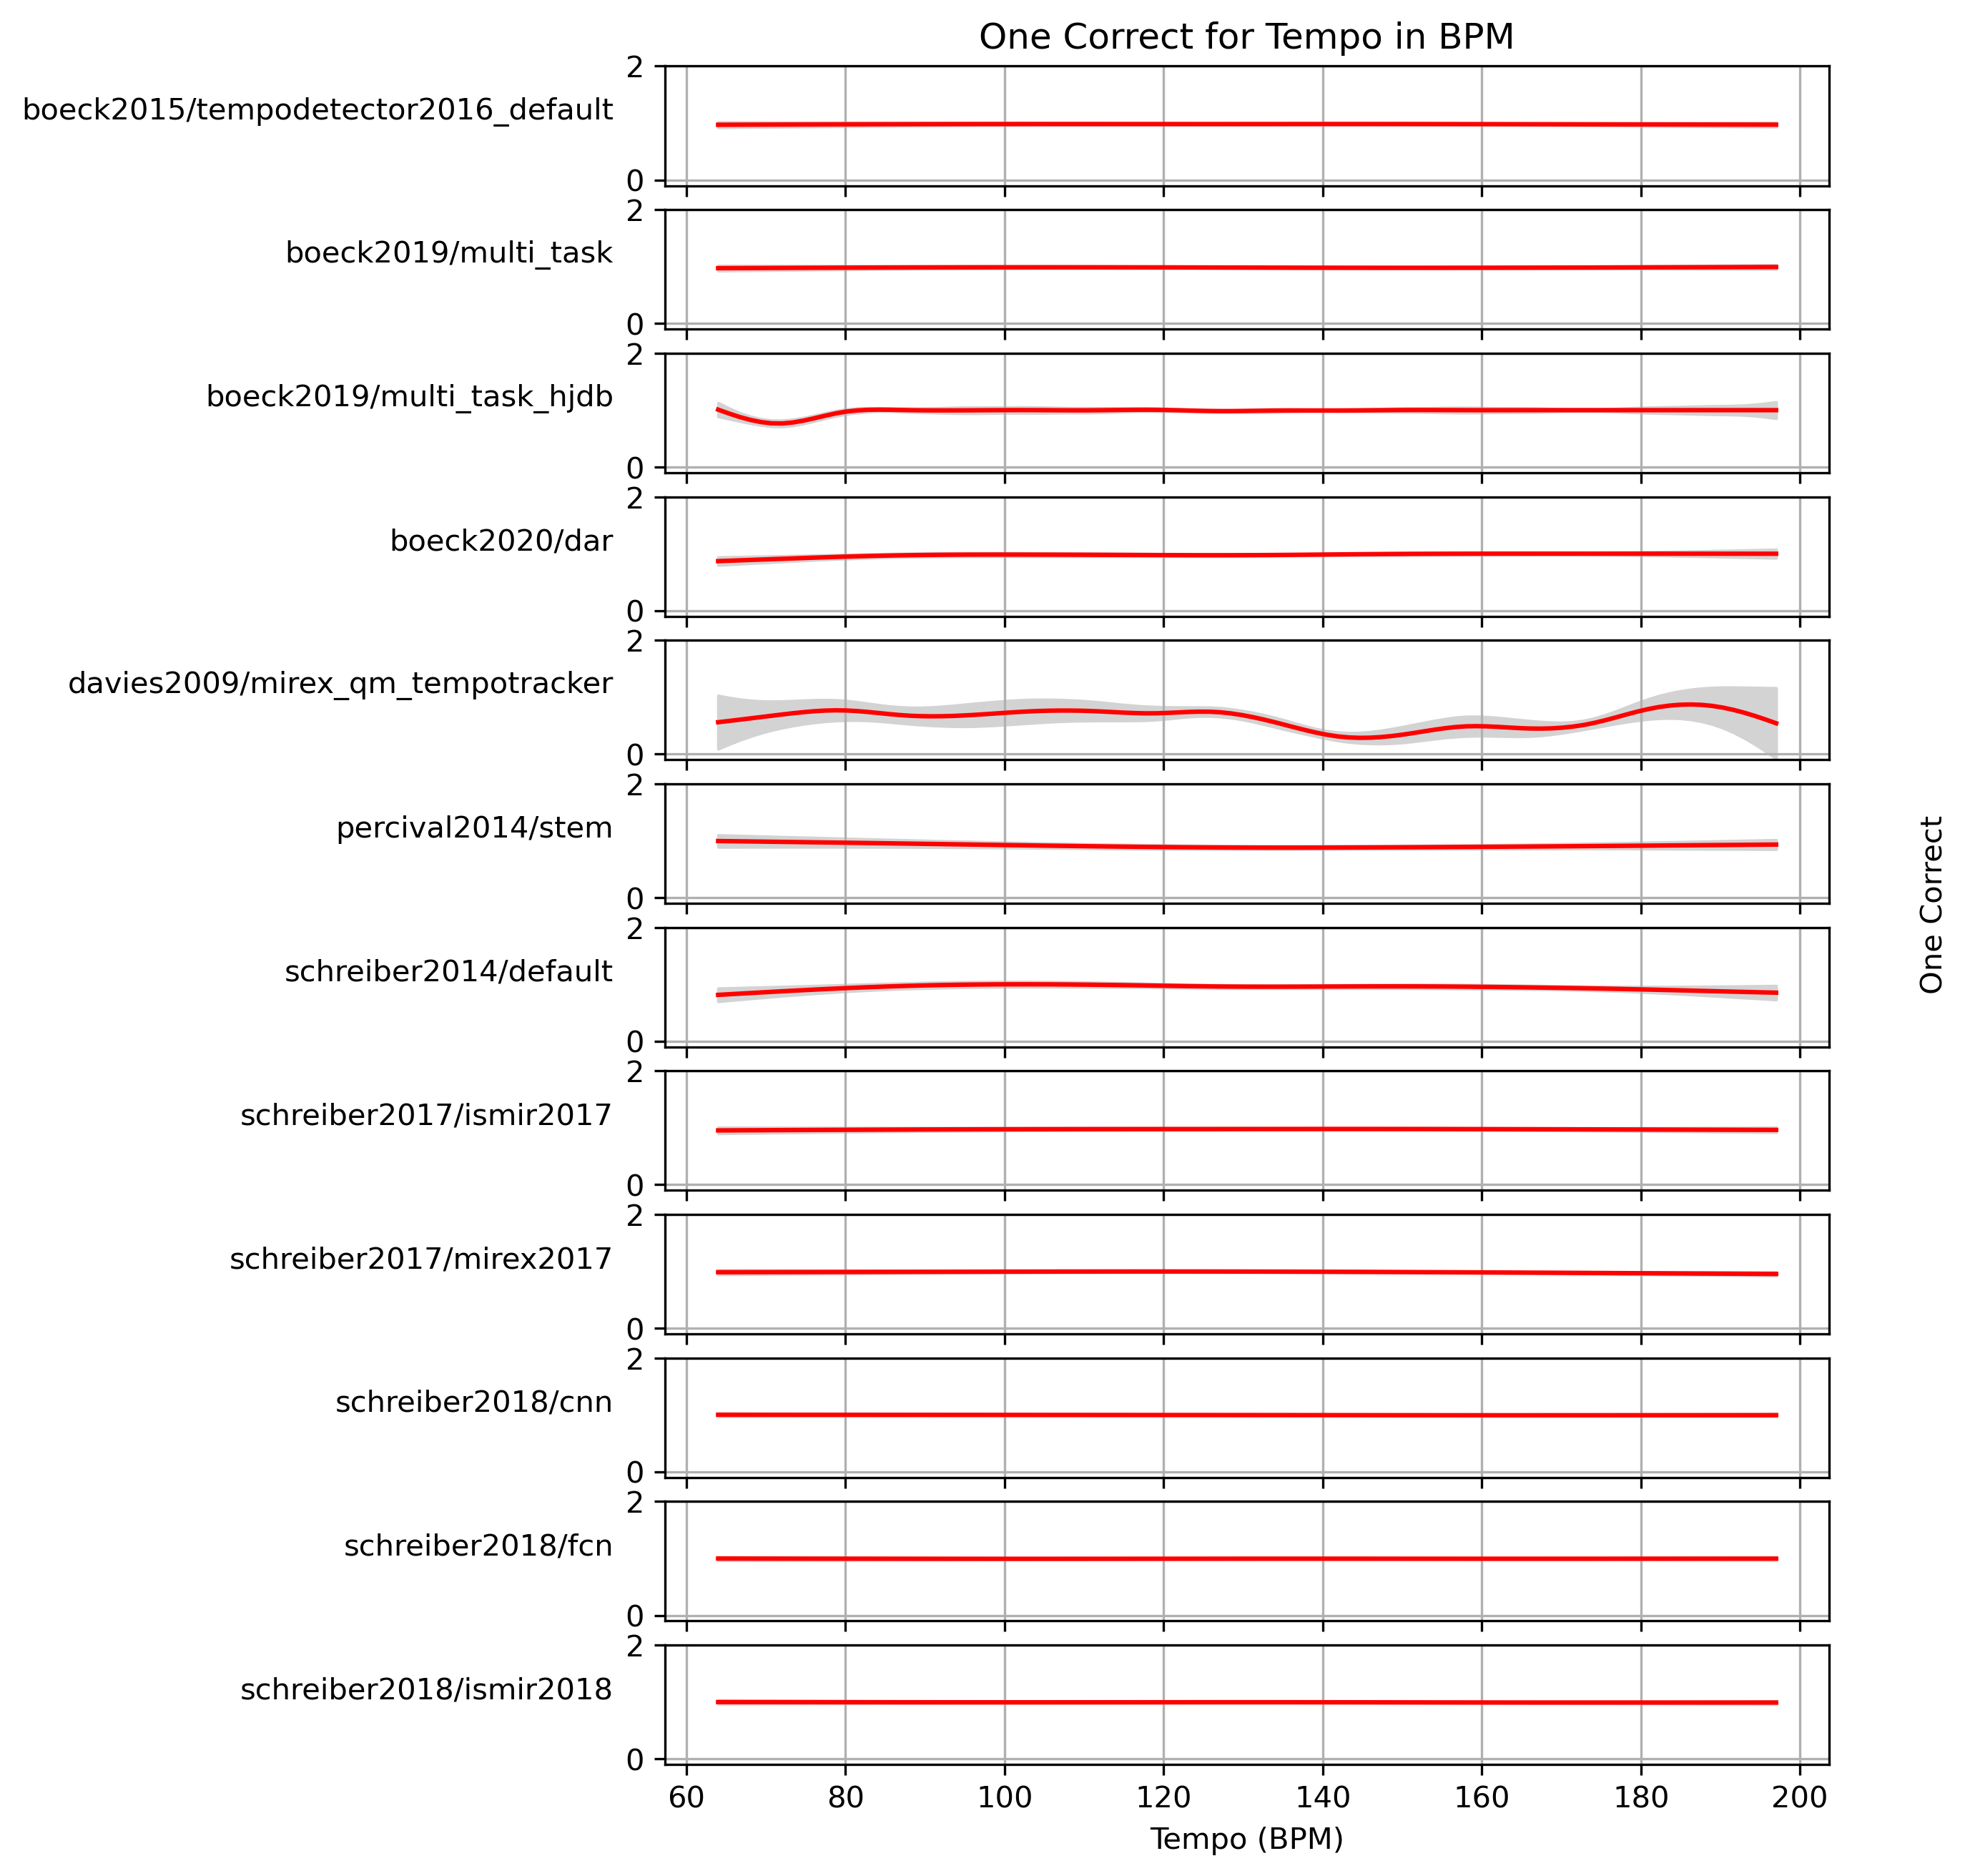 One Correct for Tempo in BPM
boeck2015/tempodetector2016_default
2
0
boeck2019/multi_task
2
0
boeck2019/multi_task_hjdb
2
0
boeck2020/dar
2
0
davies2009/mirex_qm_tempotracker
2
0
percival2014/stem
2
0
schreiber2014/default
2
0
schreiber2017/ismir2017
2
0
schreiber2017/mirex2017
2
0
schreiber2018/cnn
2
0
schreiber2018/fcn
2
0
schreiber2018/ismir2018
2
0
60 80 100 120 140 160 180 200
Tempo (BPM)
One Correct